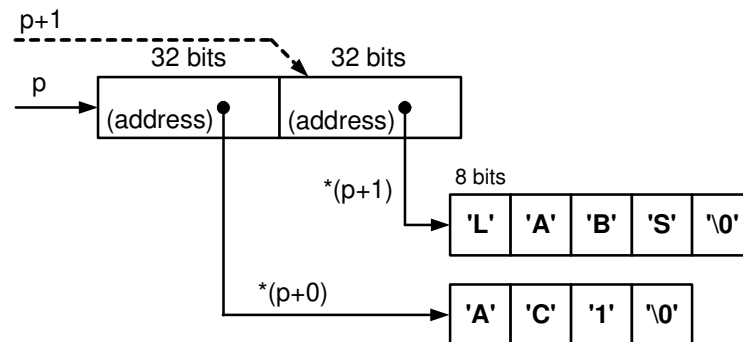 p+1
32 bits 32 bits
p
(address) (address)
*(p+1)
8 bits
'L' 'A' 'B' 'S' '\0'
*(p+0)
'A' 'C' '1' '\0'